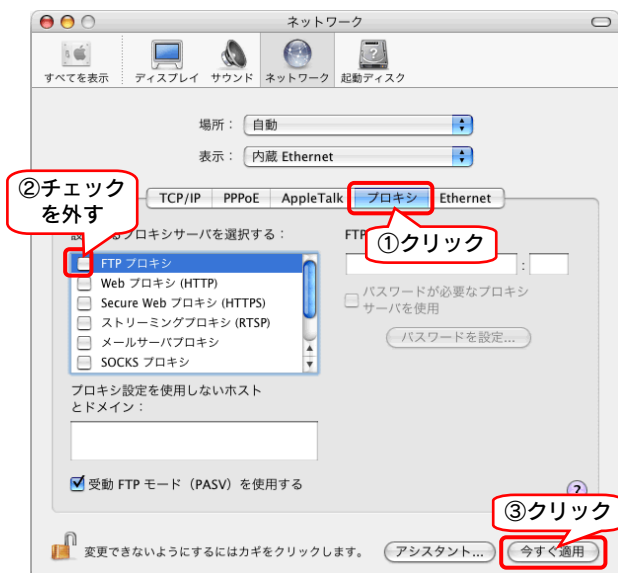 ネットワーク
すべてを表示 ディスプレイ サウンド ネットワーク 起動ディスク
場所： 自動
表示： 内蔵 Ethernet
②チェック
を外す
TCP/IP PPPoE AppleTalk プロキシ Ethernet
①クリック
プロキシサーバを選択する：
FTP
FTP プロキシ
:
Web プロキシ (HTTP)
Secure Web プロキシ (HTTPS)
ストリーミングプロキシ (RTSP)
メールサーバプロキシ
SOCKS プロキシ
パスワードが必要なプロキシ
サーバを使用
パスワードを設定...
プロキシ設定を使用しないホスト
とドメイン：
受動 FTP モード（PASV）を使用する
?
③クリック
変更できないようにするにはカギをクリックします。
アシスタント... 今すぐ適用